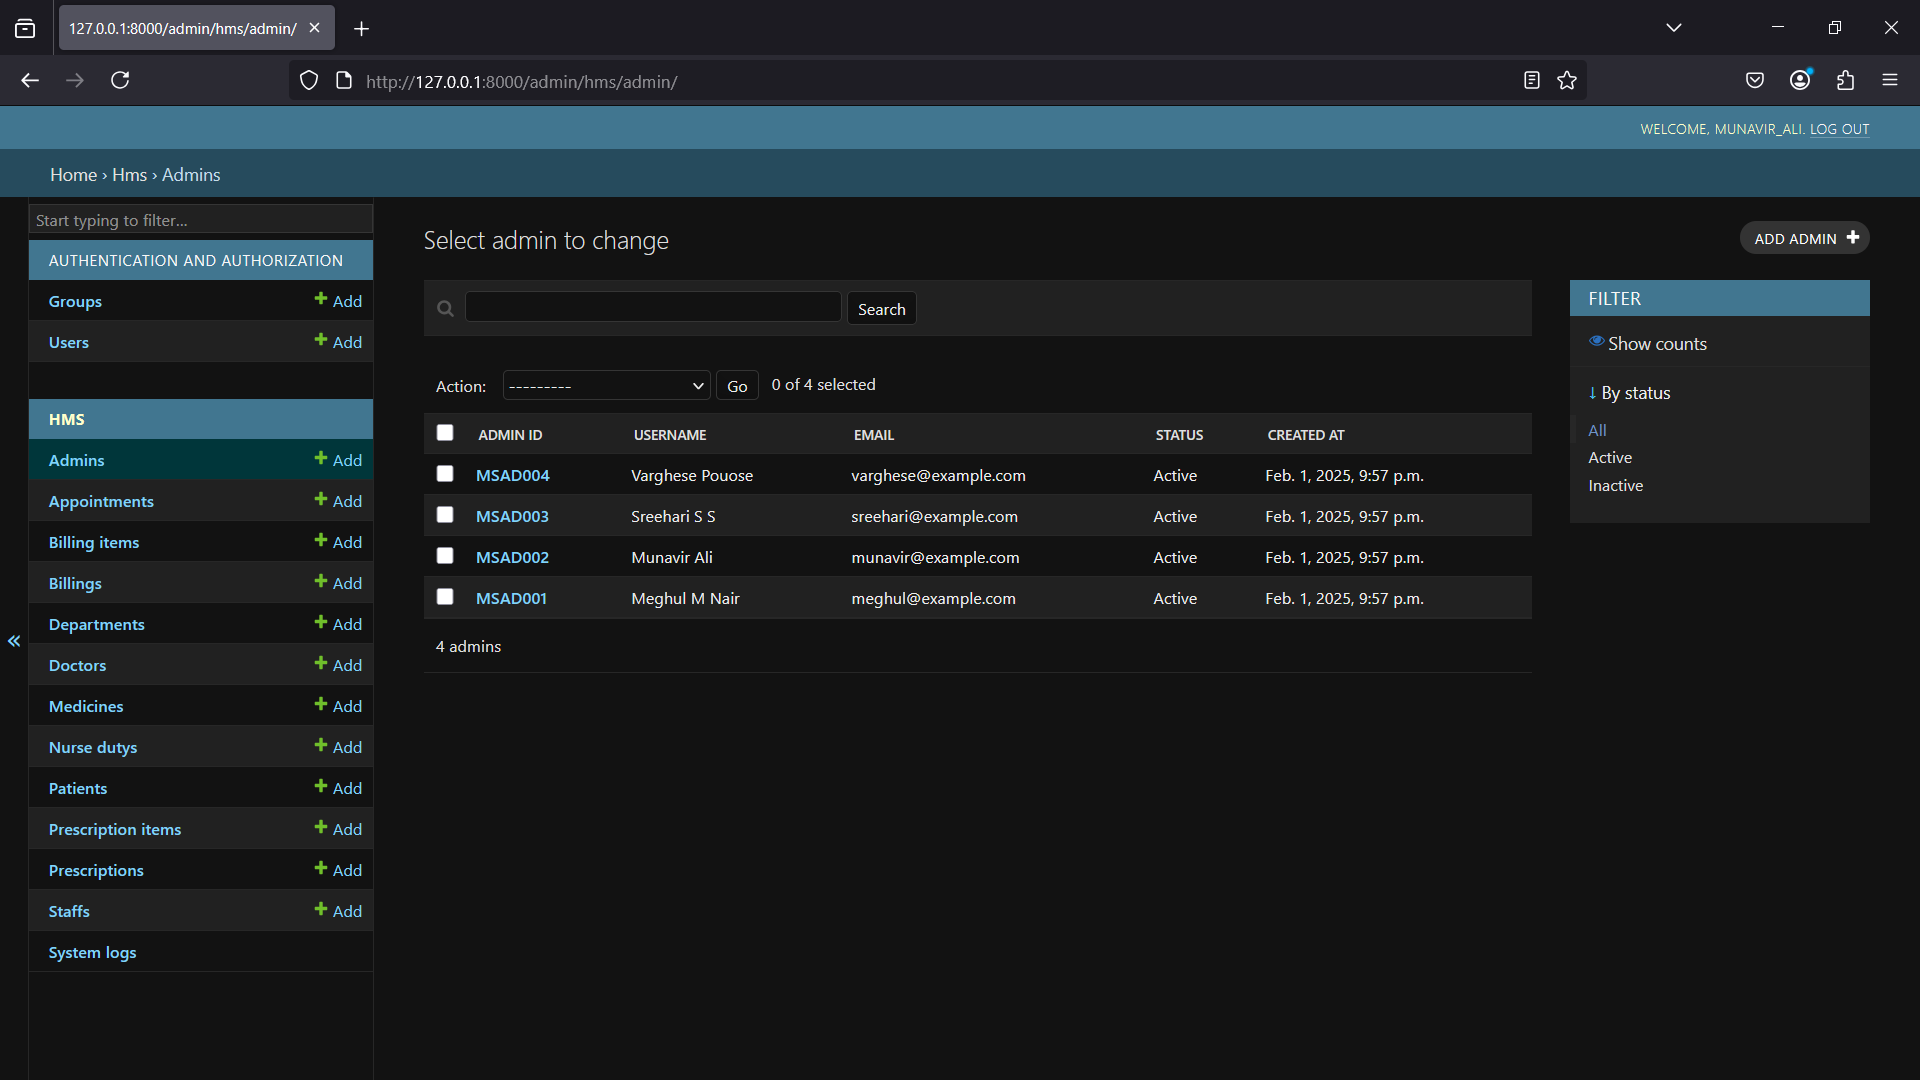 127.0.0.1:8000/admin/hms/admin/
http://127.0.0.1:8000/admin/hms/admin/
WELCOME, MUNAVIR_ALI. LOG OUT
Home › Hms › Admins
Start typing to filter...
AUTHENTICATION AND AUTHORIZATION
Groups Add
Users Add
HMS
Admins Add
Appointments Add
Billing items Add
Billings Add
Departments Add
Doctors Add
Medicines Add
Nurse dutys Add
Patients Add
Prescription items Add
Prescriptions Add
Staffs Add
System logs
«
Select admin to change
ADD ADMIN +
Search
Action: --------- Go 0 of 4 selected
ADMIN ID USERNAME EMAIL STATUS CREATED AT
MSAD004 Varghese Pouose varghese@example.com Active Feb. 1, 2025, 9:57 p.m.
MSAD003 Sreehari S S sreehari@example.com Active Feb. 1, 2025, 9:57 p.m.
MSAD002 Munavir Ali munavir@example.com Active Feb. 1, 2025, 9:57 p.m.
MSAD001 Meghul M Nair meghul@example.com Active Feb. 1, 2025, 9:57 p.m.
4 admins
FILTER
Show counts
↓ By status
All
Active
Inactive